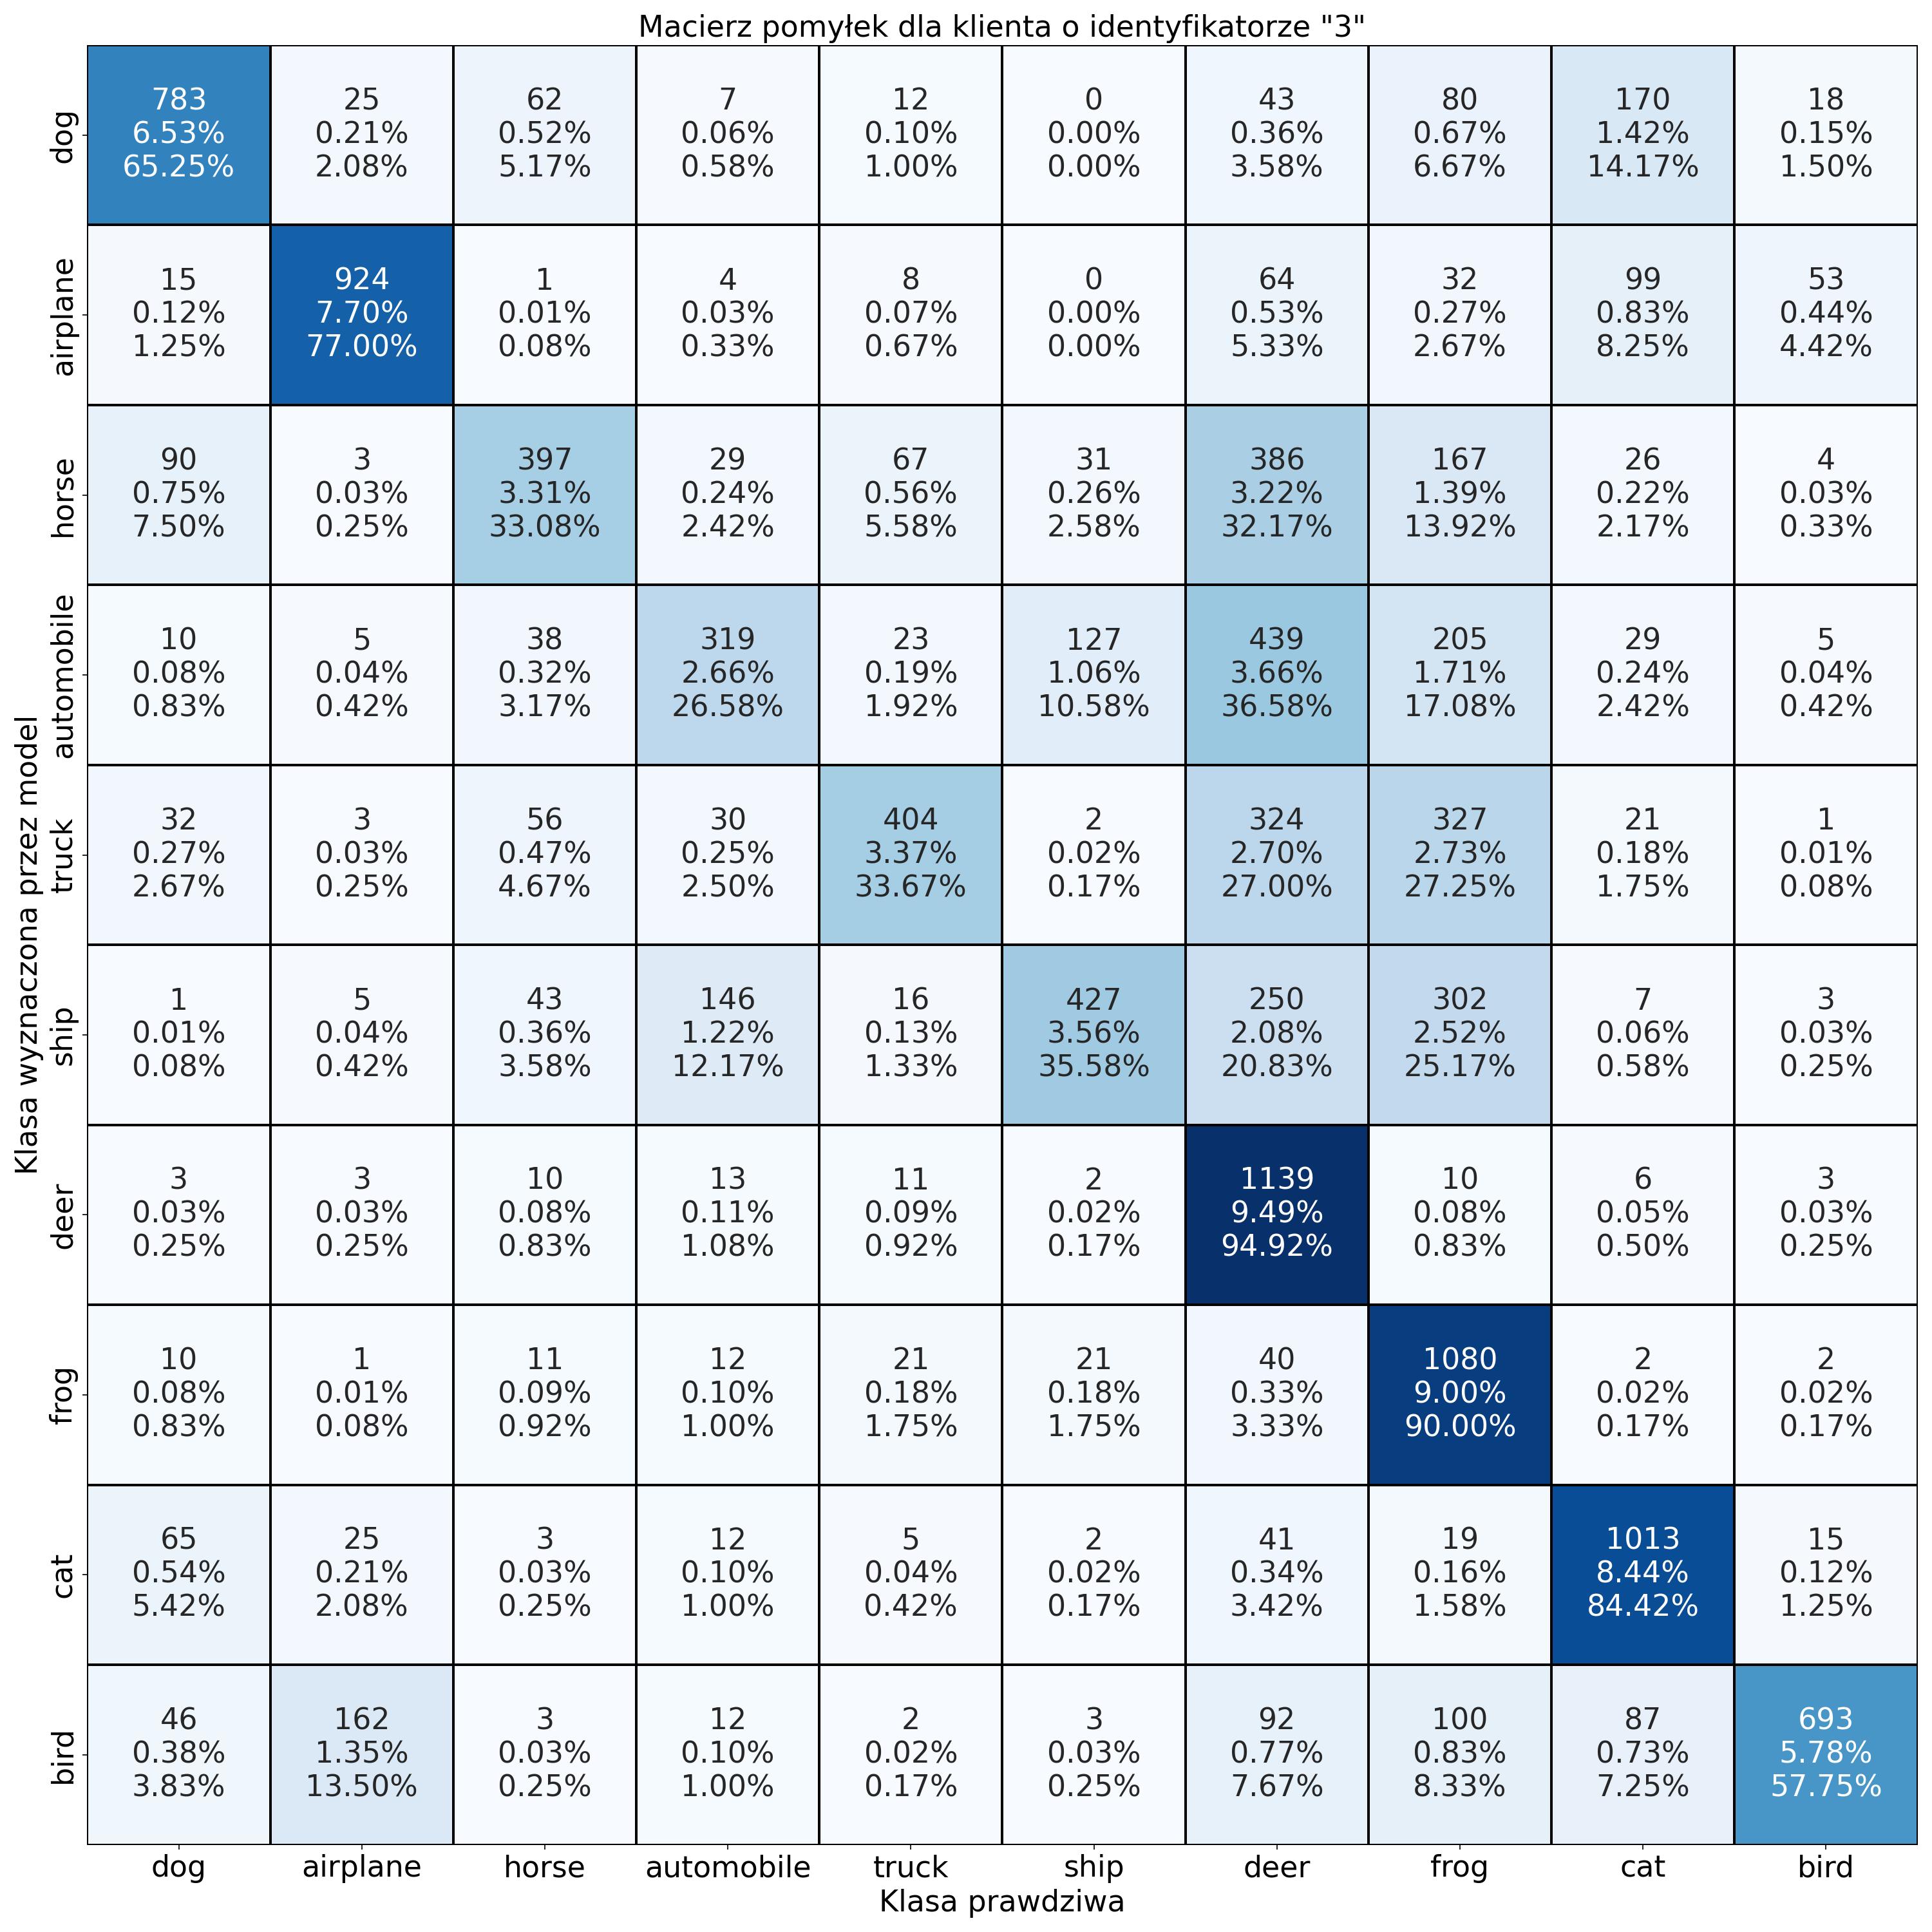 Macierz pomyłek dla klienta o identyfikatorze "3"
Klasa wyznaczona przez model
dog
783 25 62 7 12 0 43 80 170 18
6.53% 0.21% 0.52% 0.06% 0.10% 0.00% 0.36% 0.67% 1.42% 0.15%
65.25% 2.08% 5.17% 0.58% 1.00% 0.00% 3.58% 6.67% 14.17% 1.50%
airplane
15 924 1 4 8 0 64 32 99 53
0.12% 7.70% 0.01% 0.03% 0.07% 0.00% 0.53% 0.27% 0.83% 0.44%
1.25% 77.00% 0.08% 0.33% 0.67% 0.00% 5.33% 2.67% 8.25% 4.42%
horse
90 3 397 29 67 31 386 167 26 4
0.75% 0.03% 3.31% 0.24% 0.56% 0.26% 3.22% 1.39% 0.22% 0.03%
7.50% 0.25% 33.08% 2.42% 5.58% 2.58% 32.17% 13.92% 2.17% 0.33%
automobile
10 5 38 319 23 127 439 205 29 5
0.08% 0.04% 0.32% 2.66% 0.19% 1.06% 3.66% 1.71% 0.24% 0.04%
0.83% 0.42% 3.17% 26.58% 1.92% 10.58% 36.58% 17.08% 2.42% 0.42%
truck
32 3 56 30 404 2 324 327 21 1
0.27% 0.03% 0.47% 0.25% 3.37% 0.02% 2.70% 2.73% 0.18% 0.01%
2.67% 0.25% 4.67% 2.50% 33.67% 0.17% 27.00% 27.25% 1.75% 0.08%
ship
1 5 43 146 16 427 250 302 7 3
0.01% 0.04% 0.36% 1.22% 0.13% 3.56% 2.08% 2.52% 0.06% 0.03%
0.08% 0.42% 3.58% 12.17% 1.33% 35.58% 20.83% 25.17% 0.58% 0.25%
deer
3 3 10 13 11 2 1139 10 6 3
0.03% 0.03% 0.08% 0.11% 0.09% 0.02% 9.49% 0.08% 0.05% 0.03%
0.25% 0.25% 0.83% 1.08% 0.92% 0.17% 94.92% 0.83% 0.50% 0.25%
frog
10 1 11 12 21 21 40 1080 2 2
0.08% 0.01% 0.09% 0.10% 0.18% 0.18% 0.33% 9.00% 0.02% 0.02%
0.83% 0.08% 0.92% 1.00% 1.75% 1.75% 3.33% 90.00% 0.17% 0.17%
cat
65 25 3 12 5 2 41 19 1013 15
0.54% 0.21% 0.03% 0.10% 0.04% 0.02% 0.34% 0.16% 8.44% 0.12%
5.42% 2.08% 0.25% 1.00% 0.42% 0.17% 3.42% 1.58% 84.42% 1.25%
bird
46 162 3 12 2 3 92 100 87 693
0.38% 1.35% 0.03% 0.10% 0.02% 0.03% 0.77% 0.83% 0.73% 5.78%
3.83% 13.50% 0.25% 1.00% 0.17% 0.25% 7.67% 8.33% 7.25% 57.75%
dog airplane horse automobile truck ship deer frog cat bird
Klasa prawdziwa